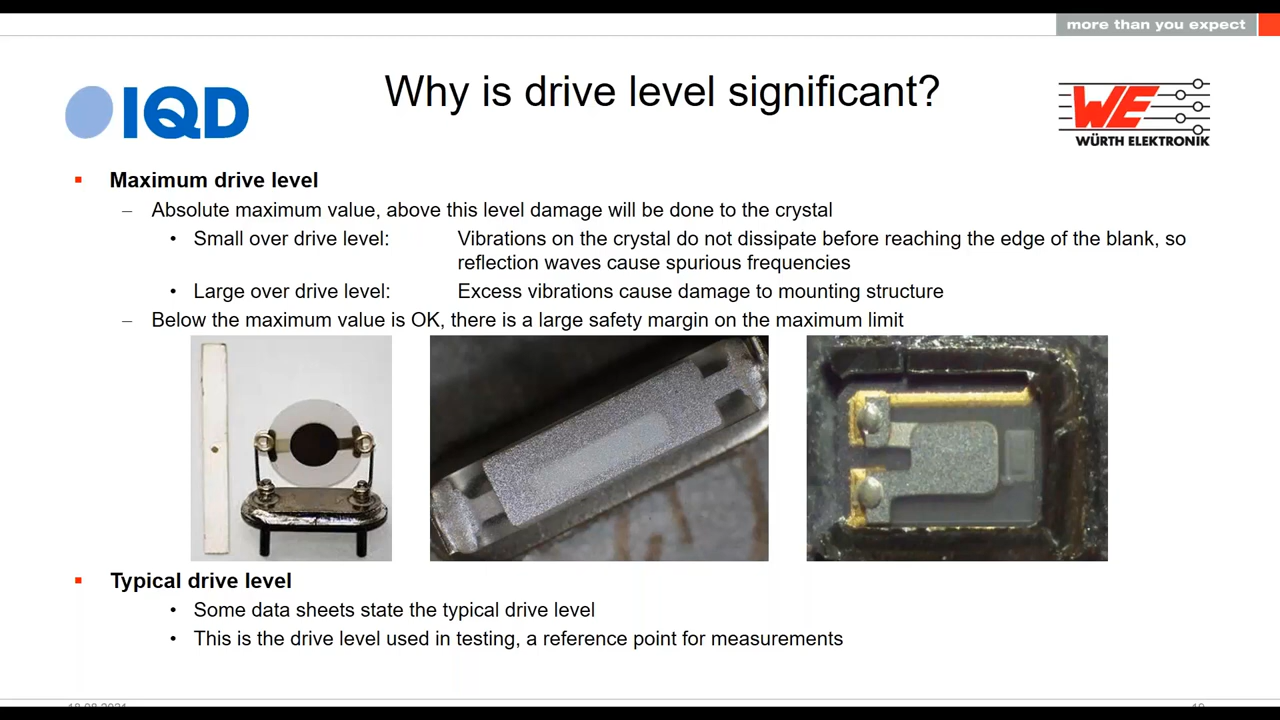 more than you expect
IQD
Why is drive level significant?
WE
WÜRTH ELEKTRONIK
▪ Maximum drive level
– Absolute maximum value, above this level damage will be done to the crystal
• Small over drive level: Vibrations on the crystal do not dissipate before reaching the edge of the blank, so
reflection waves cause spurious frequencies
• Large over drive level: Excess vibrations cause damage to mounting structure
– Below the maximum value is OK, there is a large safety margin on the maximum limit
▪ Typical drive level
• Some data sheets state the typical drive level
• This is the drive level used in testing, a reference point for measurements